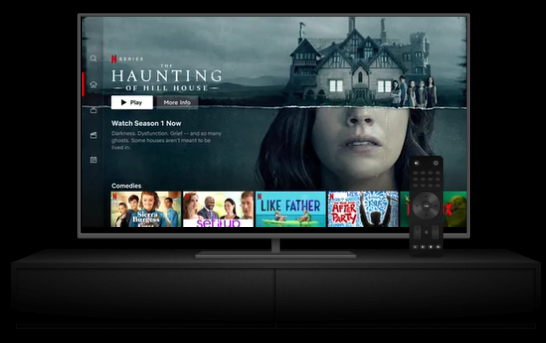 N SERIES
THE
HAUNTING
OF HILL HOUSE
Play
More Info
Watch Season 1 Now
Darkness. Dysfunction. Grief -- and so many
ghosts. Some houses aren't meant to be
lived in.
Comedies
Sierra
Burgess
set it up
LIKE FATHER
THE
AFTER
PARTY